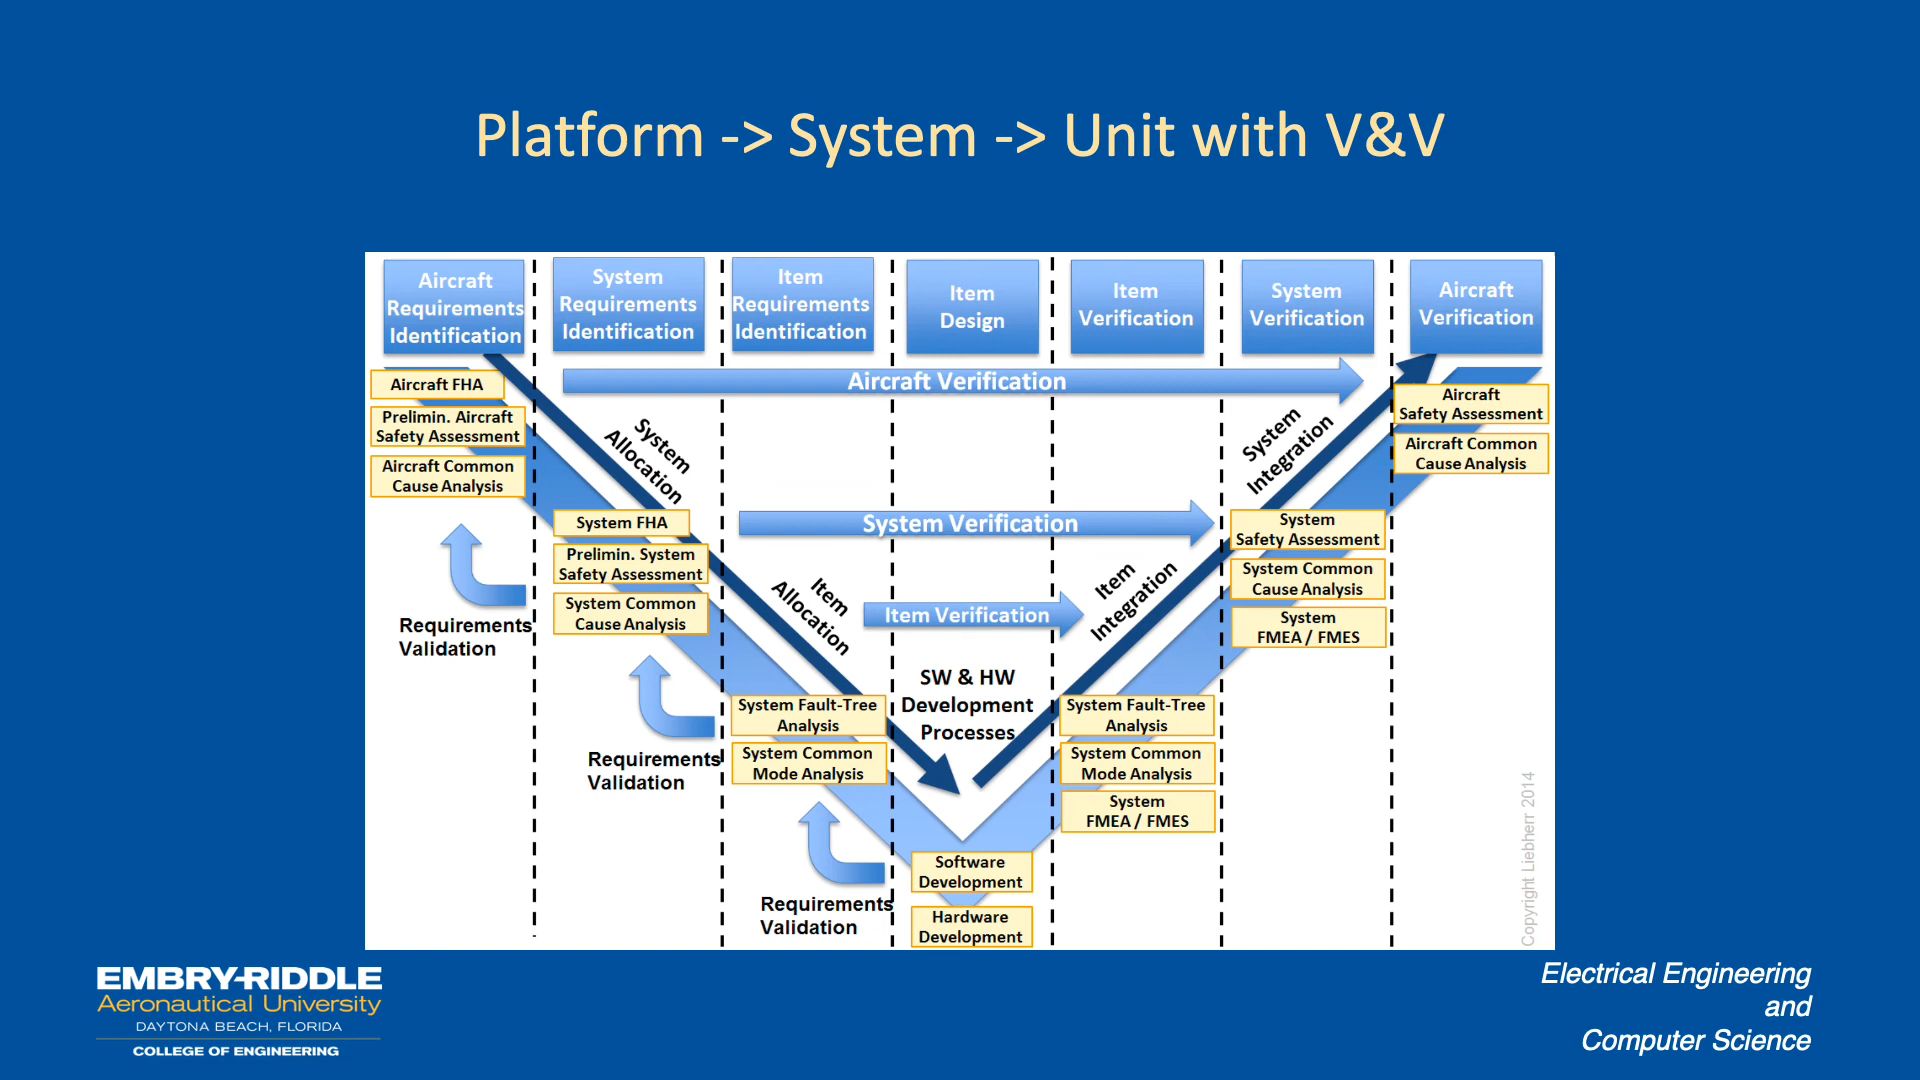 Platform -> System -> Unit with V&V
Aircraft
Requirements
Identification
System
Requirements
Identification
Item
Requirements
Identification
Item
Design
Item
Verification
System
Verification
Aircraft
Verification
Aircraft Verification
Aircraft FHA
Prelimin. Aircraft
Safety Assessment
Aircraft Common
Cause Analysis
System
Allocation
System
Integration
Aircraft
Safety Assessment
Aircraft Common
Cause Analysis
System FHA
Prelimin. System
Safety Assessment
System Common
Cause Analysis
System Verification
System
Safety Assessment
System Common
Cause Analysis
System
FMEA / FMES
Requirements
Validation
Item
Allocation
Item Verification
Item
Integration
SW & HW
Development
Processes
System Fault-Tree
Analysis
System Common
Mode Analysis
System Fault-Tree
Analysis
System Common
Mode Analysis
System
FMEA / FMES
Requirements
Validation
Software
Development
Hardware
Development
Requirements
Validation
Copyright Liebherr 2014
EMBRY-RIDDLE
Aeronautical University
DAYTONA BEACH, FLORIDA
COLLEGE OF ENGINEERING
Electrical Engineering
and
Computer Science